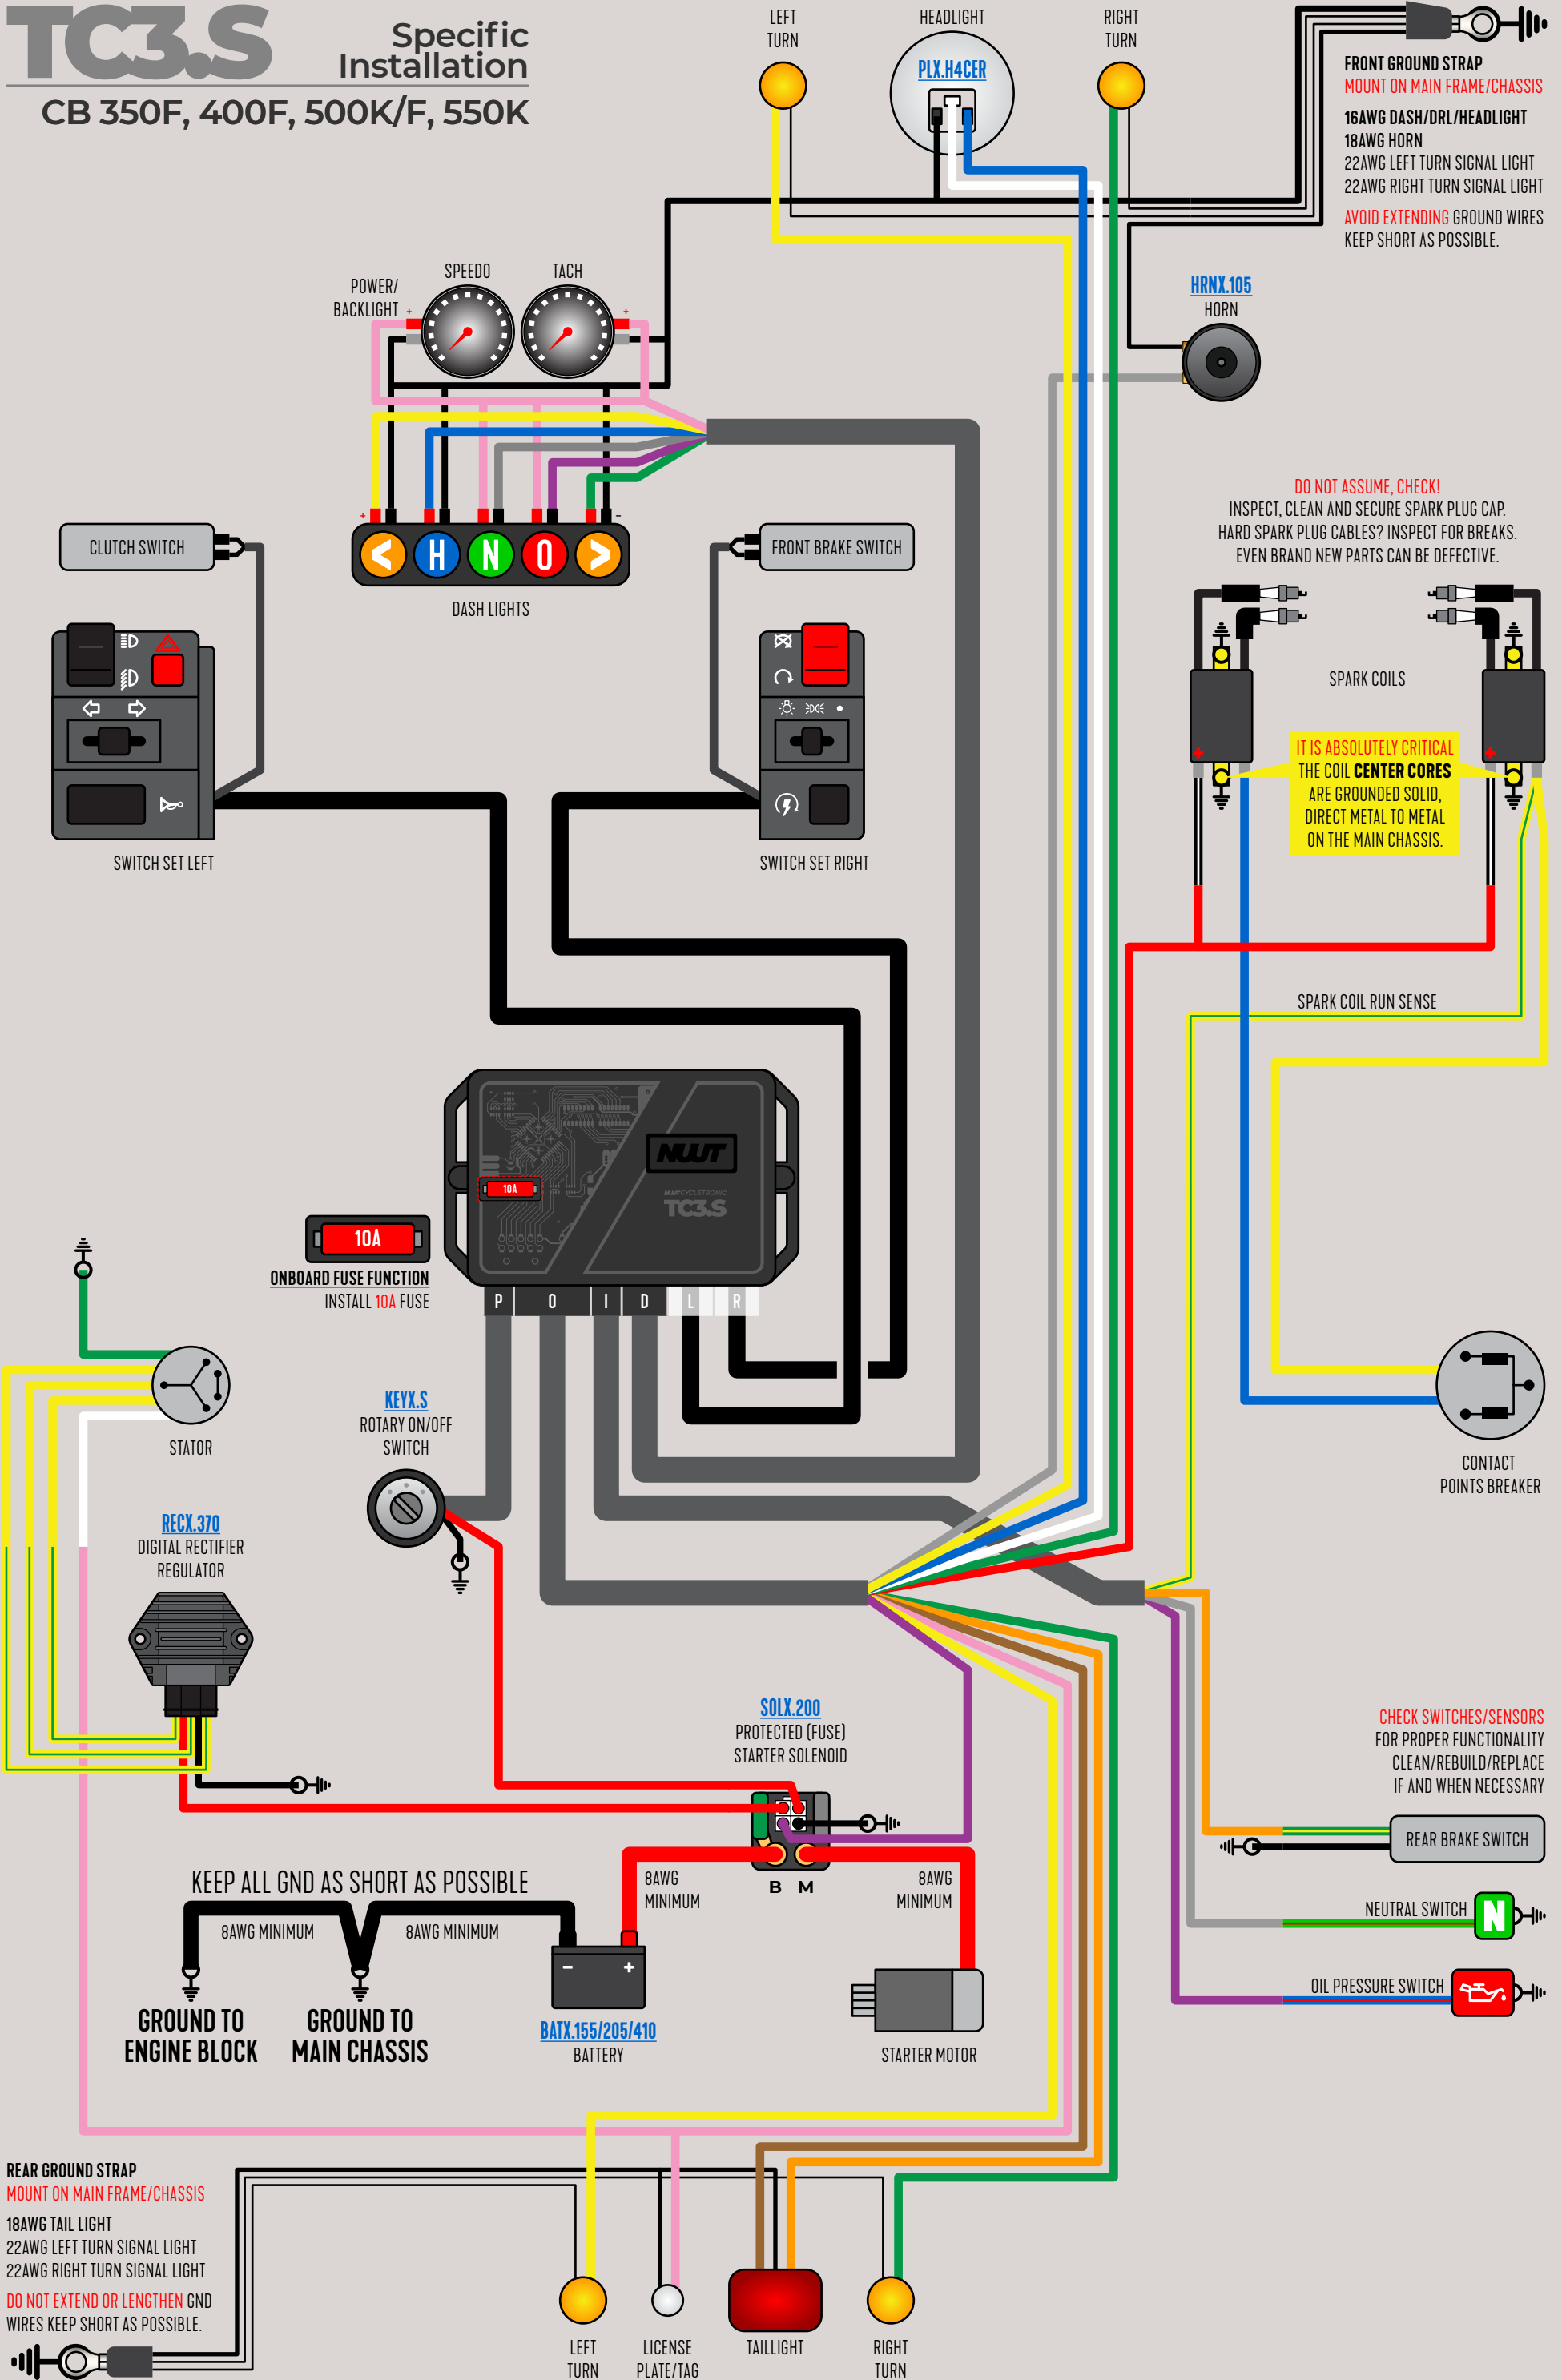 TC3.S
Specific
Installation
CB 350F, 400F, 500K/F, 550K
LEFT
TURN
HEADLIGHT
PLX.H4CER
RIGHT
TURN
FRONT GROUND STRAP
MOUNT ON MAIN FRAME/CHASSIS
16AWG DASH/DRL/HEADLIGHT
18AWG HORN
22AWG LEFT TURN SIGNAL LIGHT
22AWG RIGHT TURN SIGNAL LIGHT
AVOID EXTENDING GROUND WIRES
KEEP SHORT AS POSSIBLE.
HRNX.105
HORN
POWER/
BACKLIGHT
SPEEDO
TACH
+
+
+
-
< H N O >
DASH LIGHTS
CLUTCH SWITCH
FRONT BRAKE SWITCH
SWITCH SET LEFT
SWITCH SET RIGHT
DO NOT ASSUME, CHECK!
INSPECT, CLEAN AND SECURE SPARK PLUG CAP.
HARD SPARK PLUG CABLES? INSPECT FOR BREAKS.
EVEN BRAND NEW PARTS CAN BE DEFECTIVE.
SPARK COILS
+
+
IT IS ABSOLUTELY CRITICAL
THE COIL CENTER CORES
ARE GROUNDED SOLID,
DIRECT METAL TO METAL
ON THE MAIN CHASSIS.
SPARK COIL RUN SENSE
NWT
NWT CYCLETRONIC
TC3.S
10A
10A
ONBOARD FUSE FUNCTION
INSTALL 10A FUSE
P O I D L R
STATOR
KEYX.S
ROTARY ON/OFF
SWITCH
CONTACT
POINTS BREAKER
RECX.370
DIGITAL RECTIFIER
REGULATOR
SOLX.200
PROTECTED (FUSE)
STARTER SOLENOID
B M
8AWG
MINIMUM
8AWG
MINIMUM
CHECK SWITCHES/SENSORS
FOR PROPER FUNCTIONALITY
CLEAN/REBUILD/REPLACE
IF AND WHEN NECESSARY
REAR BRAKE SWITCH
NEUTRAL SWITCH
N
OIL PRESSURE SWITCH
KEEP ALL GND AS SHORT AS POSSIBLE
8AWG MINIMUM
8AWG MINIMUM
GROUND TO
ENGINE BLOCK
GROUND TO
MAIN CHASSIS
- +
BATX.155/205/410
BATTERY
STARTER MOTOR
REAR GROUND STRAP
MOUNT ON MAIN FRAME/CHASSIS
18AWG TAIL LIGHT
22AWG LEFT TURN SIGNAL LIGHT
22AWG RIGHT TURN SIGNAL LIGHT
DO NOT EXTEND OR LENGTHEN GND
WIRES KEEP SHORT AS POSSIBLE.
LEFT
TURN
LICENSE
PLATE/TAG
TAILLIGHT
RIGHT
TURN